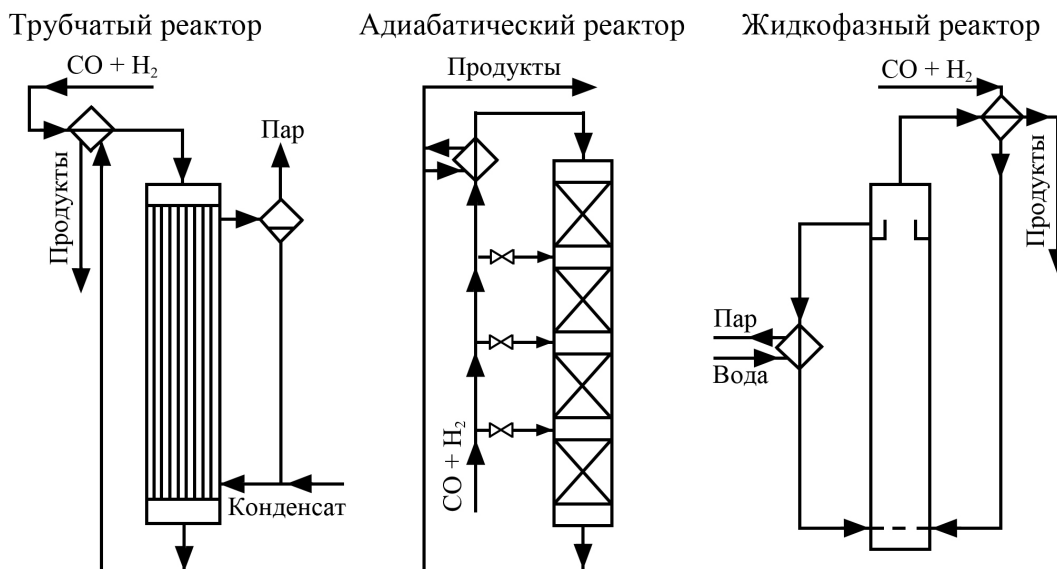 Трубчатый реактор
CO + H₂
Пар
Продукты
Конденсат
Адиабатический реактор
Продукты
CO + H₂
Жидкофазный реактор
CO + H₂
Продукты
Пар
Вода